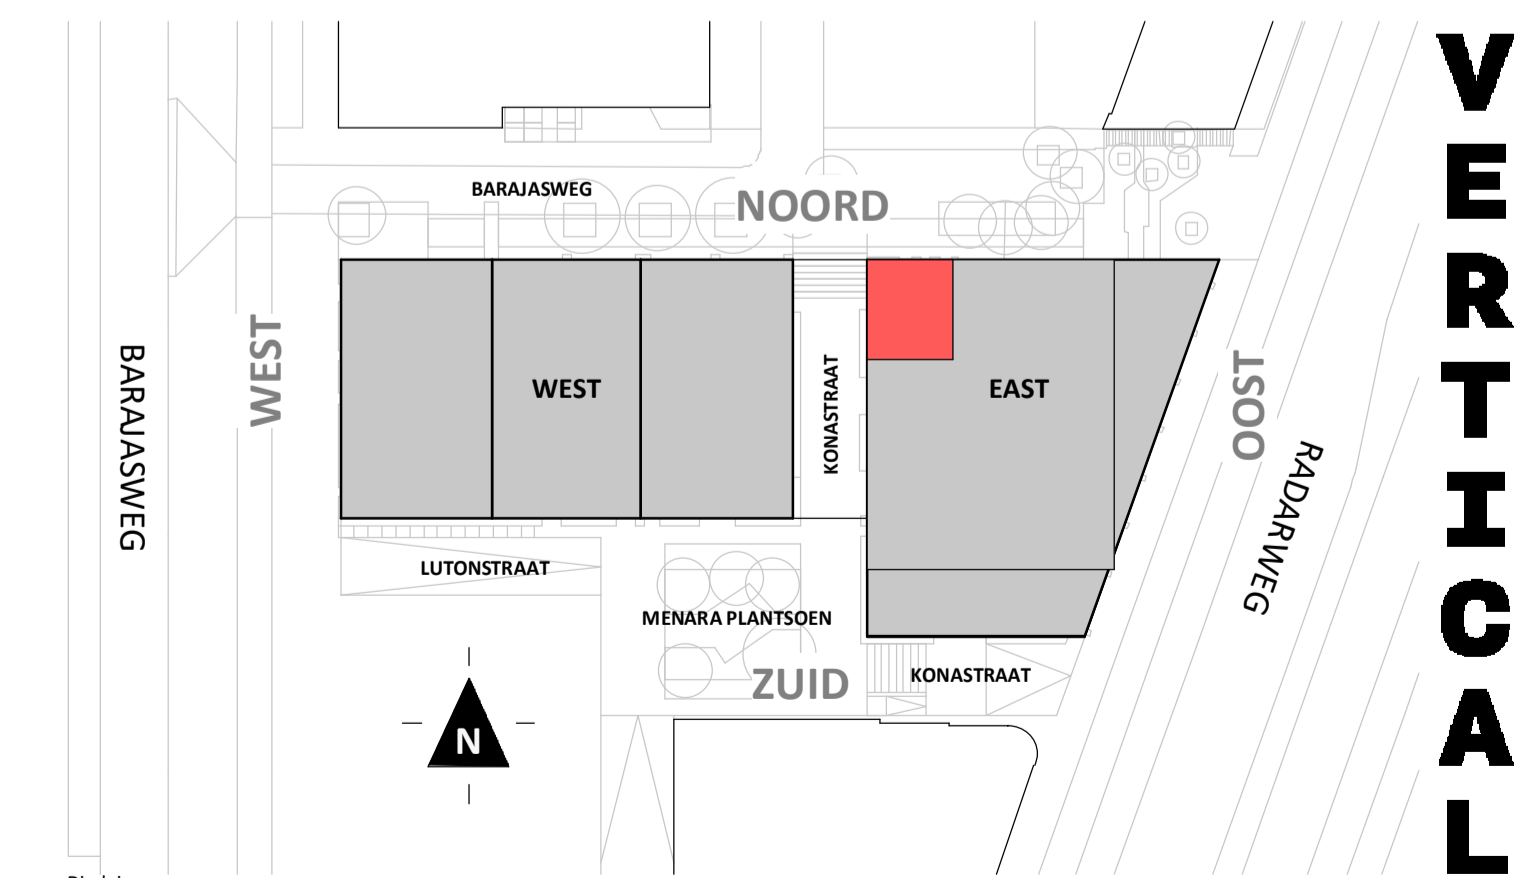 BARAJASWEG
NOORD
WEST
BARAJASWEG
WEST
KONASTRAAT
EAST
OOST
RADARWEG
LUTONSTRAAT
MENARA PLANTSOEN
ZUID
KONASTRAAT
N
VERTICAL